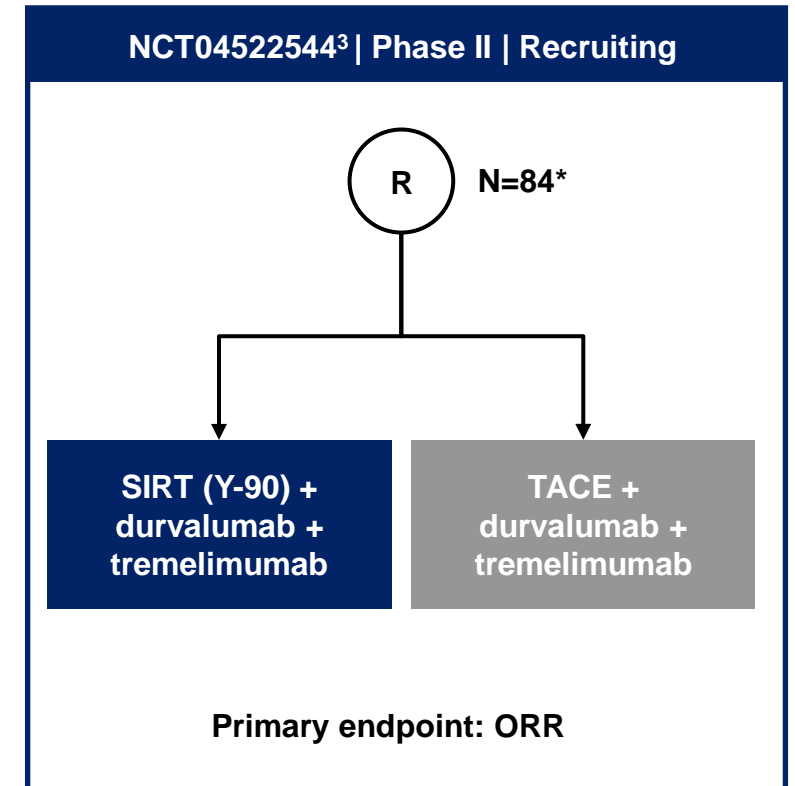 NCT04522544³ | Phase II | Recruiting
R
N=84*
SIRT (Y-90) +
durvalumab +
tremelimumab
TACE +
durvalumab +
tremelimumab
Primary endpoint: ORR